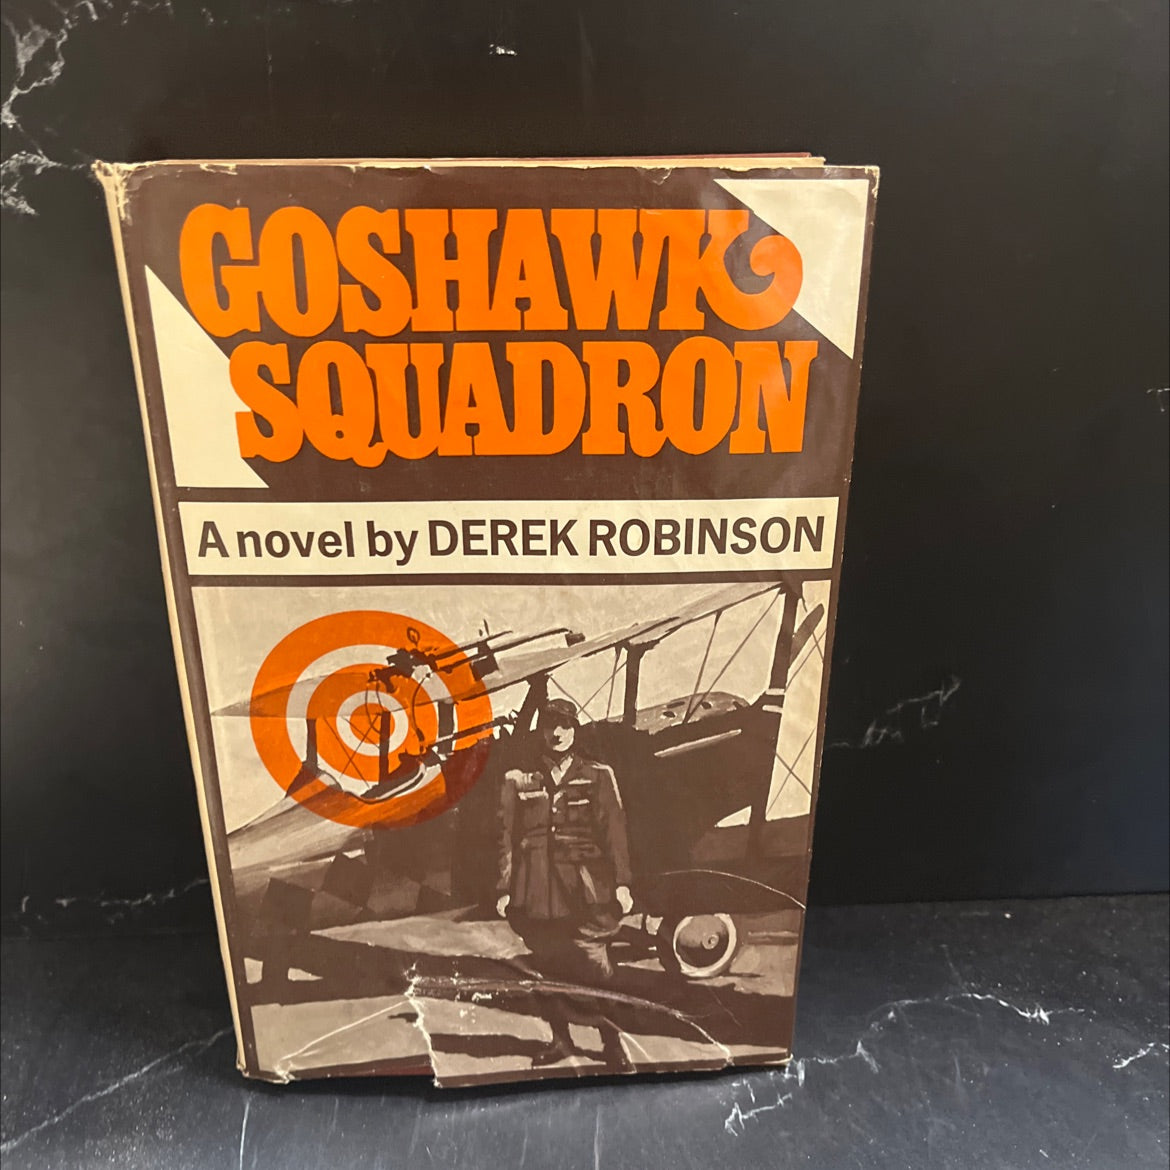 GOSHAWK
SQUADRON
A novel by DEREK ROBINSON